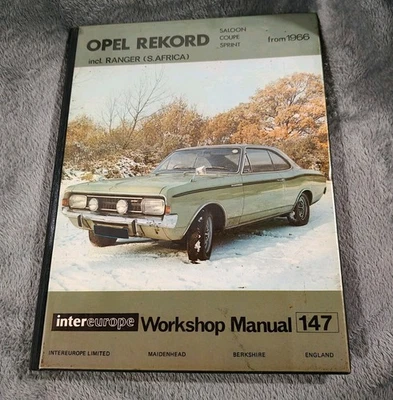 OPEL REKORD SALOON COUPE SPRINT from 1966
incl. RANGER (S. AFRICA)
intereurope Workshop Manual 147
INTEREUROPE LIMITED MAIDENHEAD BERKSHIRE ENGLAND